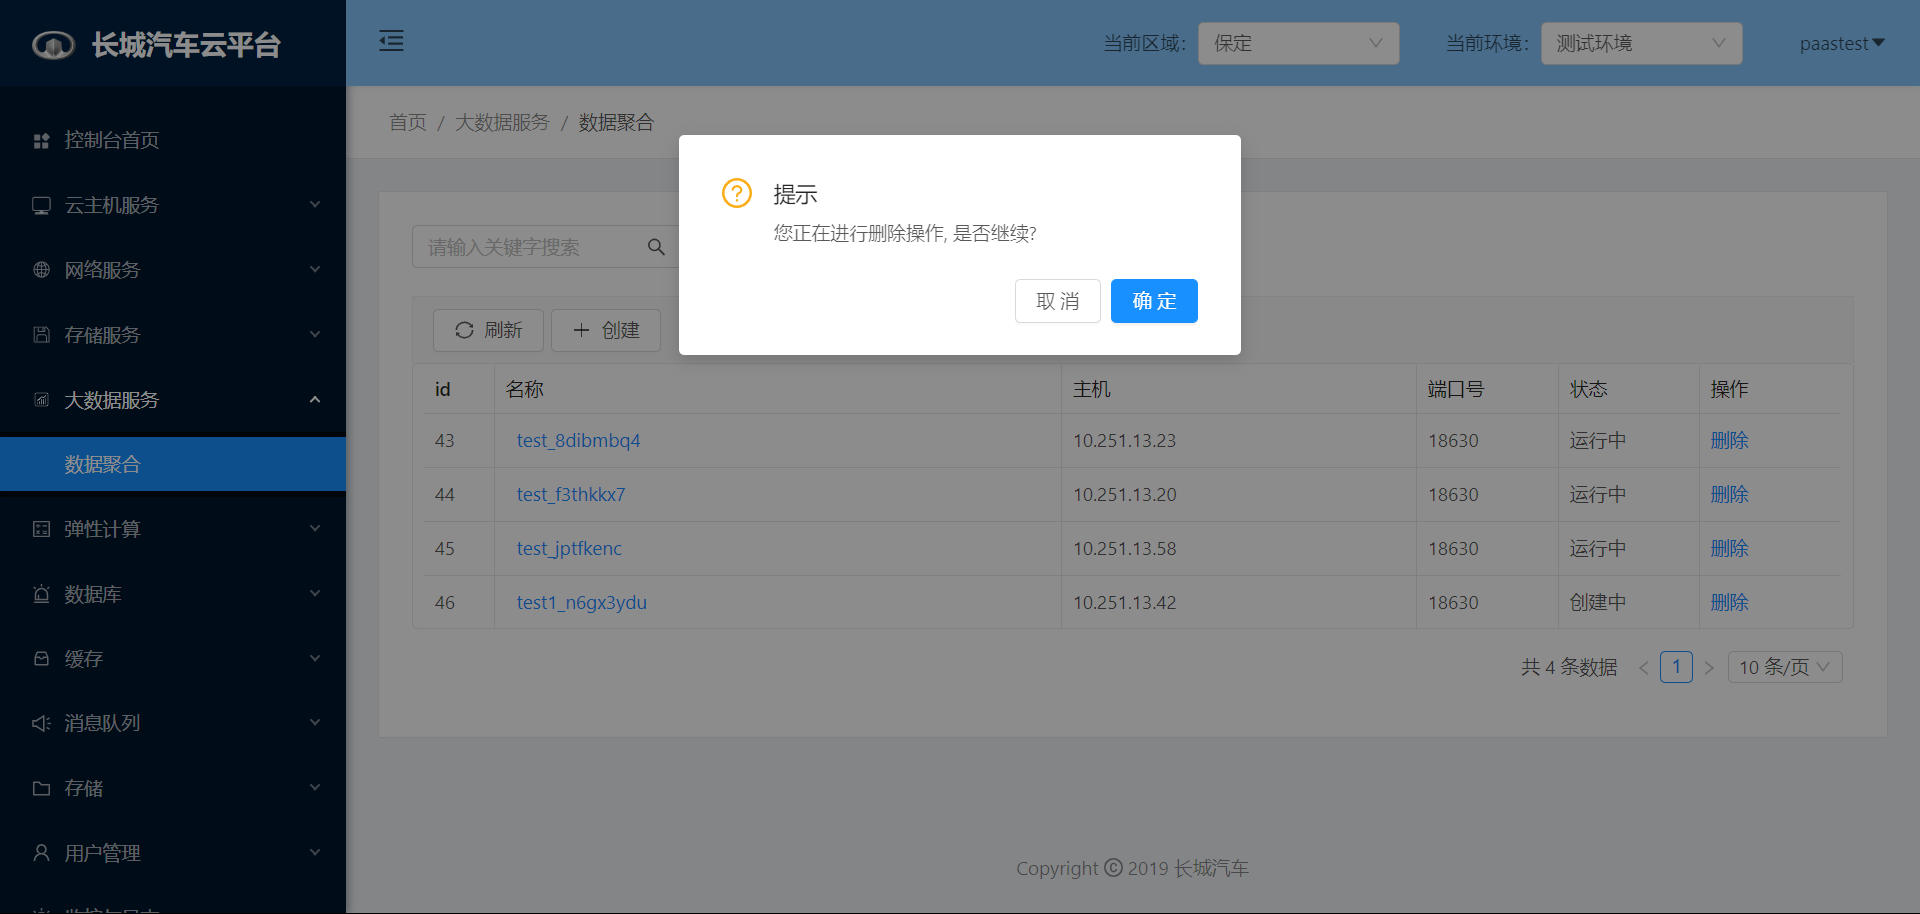 长城汽车云平台
当前区域：
保定
当前环境：
测试环境
paastest
控制台首页
云主机服务
网络服务
存储服务
大数据服务
数据聚合
弹性计算
数据库
缓存
消息队列
存储
用户管理
首页 / 大数据服务 / 数据聚合
提示
您正在进行删除操作, 是否继续?
取 消
确 定
请输入关键字搜索
刷新
创建
id 名称 主机 端口号 状态 操作
43 test_8dibmbq4 10.251.13.23 18630 运行中 删除
44 test_f3thkkx7 10.251.13.20 18630 运行中 删除
45 test_jptfkenc 10.251.13.58 18630 运行中 删除
46 test1_n6gx3ydu 10.251.13.42 18630 创建中 删除
共 4 条数据 < 1 > 10 条/页
Copyright © 2019 长城汽车